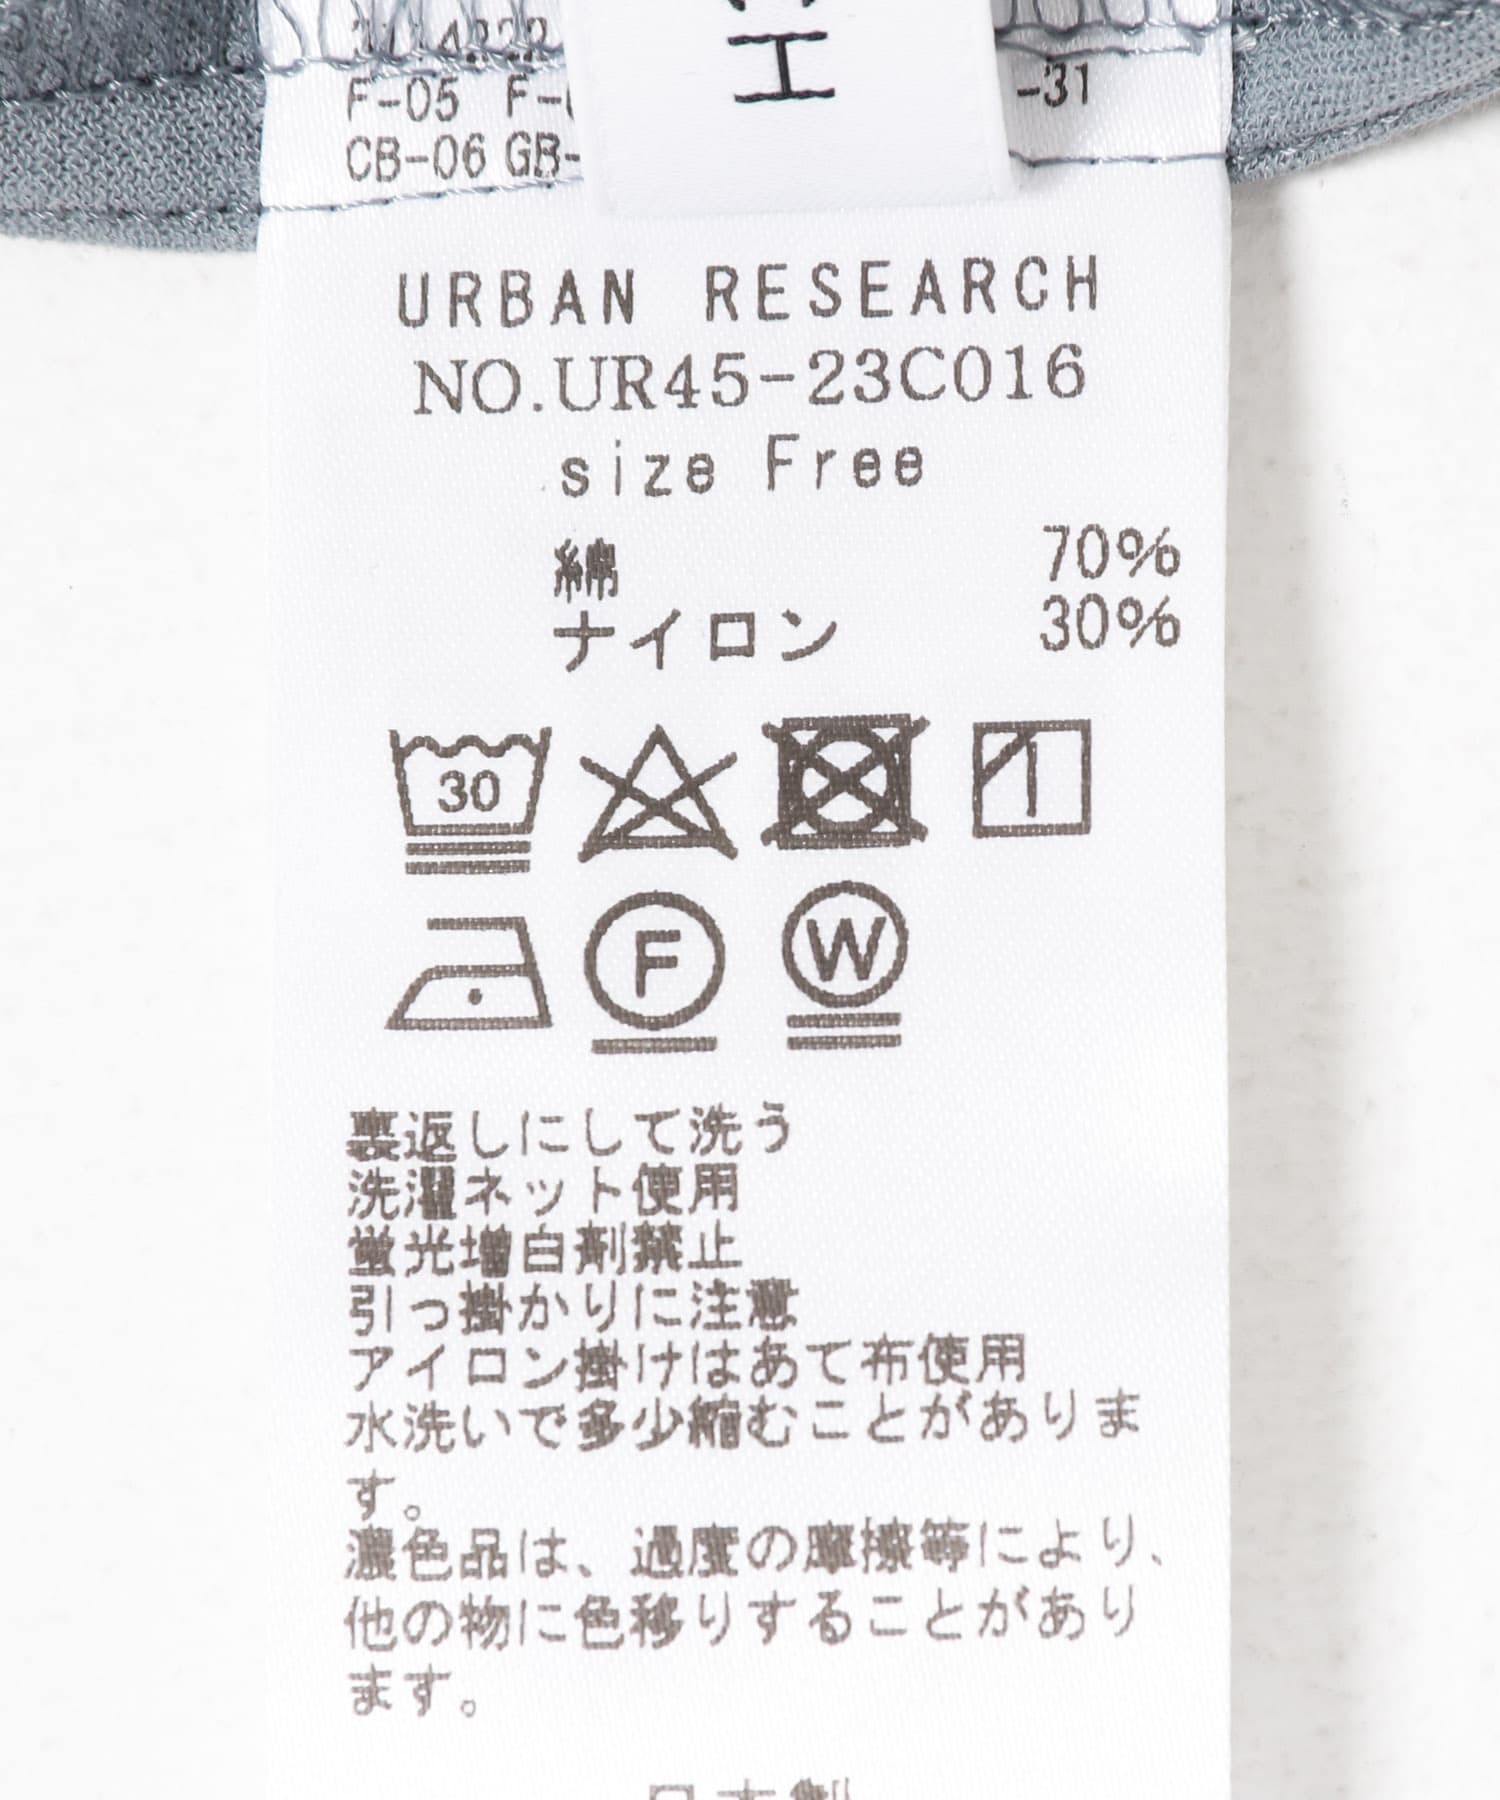 F-05
-31
CB-06 GB-
H
URBAN RESEARCH
NO.UR45-23C016
size Free
綿 70%
ナイロン 30%
30
F
W
裏返しにして洗う
洗濯ネット使用
蛍光増白剤禁止
引っ掛かりに注意
アイロン掛けはあて布使用
水洗いで多少縮むことがありま
す。
濃色品は、過度の摩擦等により、
他の物に色移りすることがあり
ます。
日本製